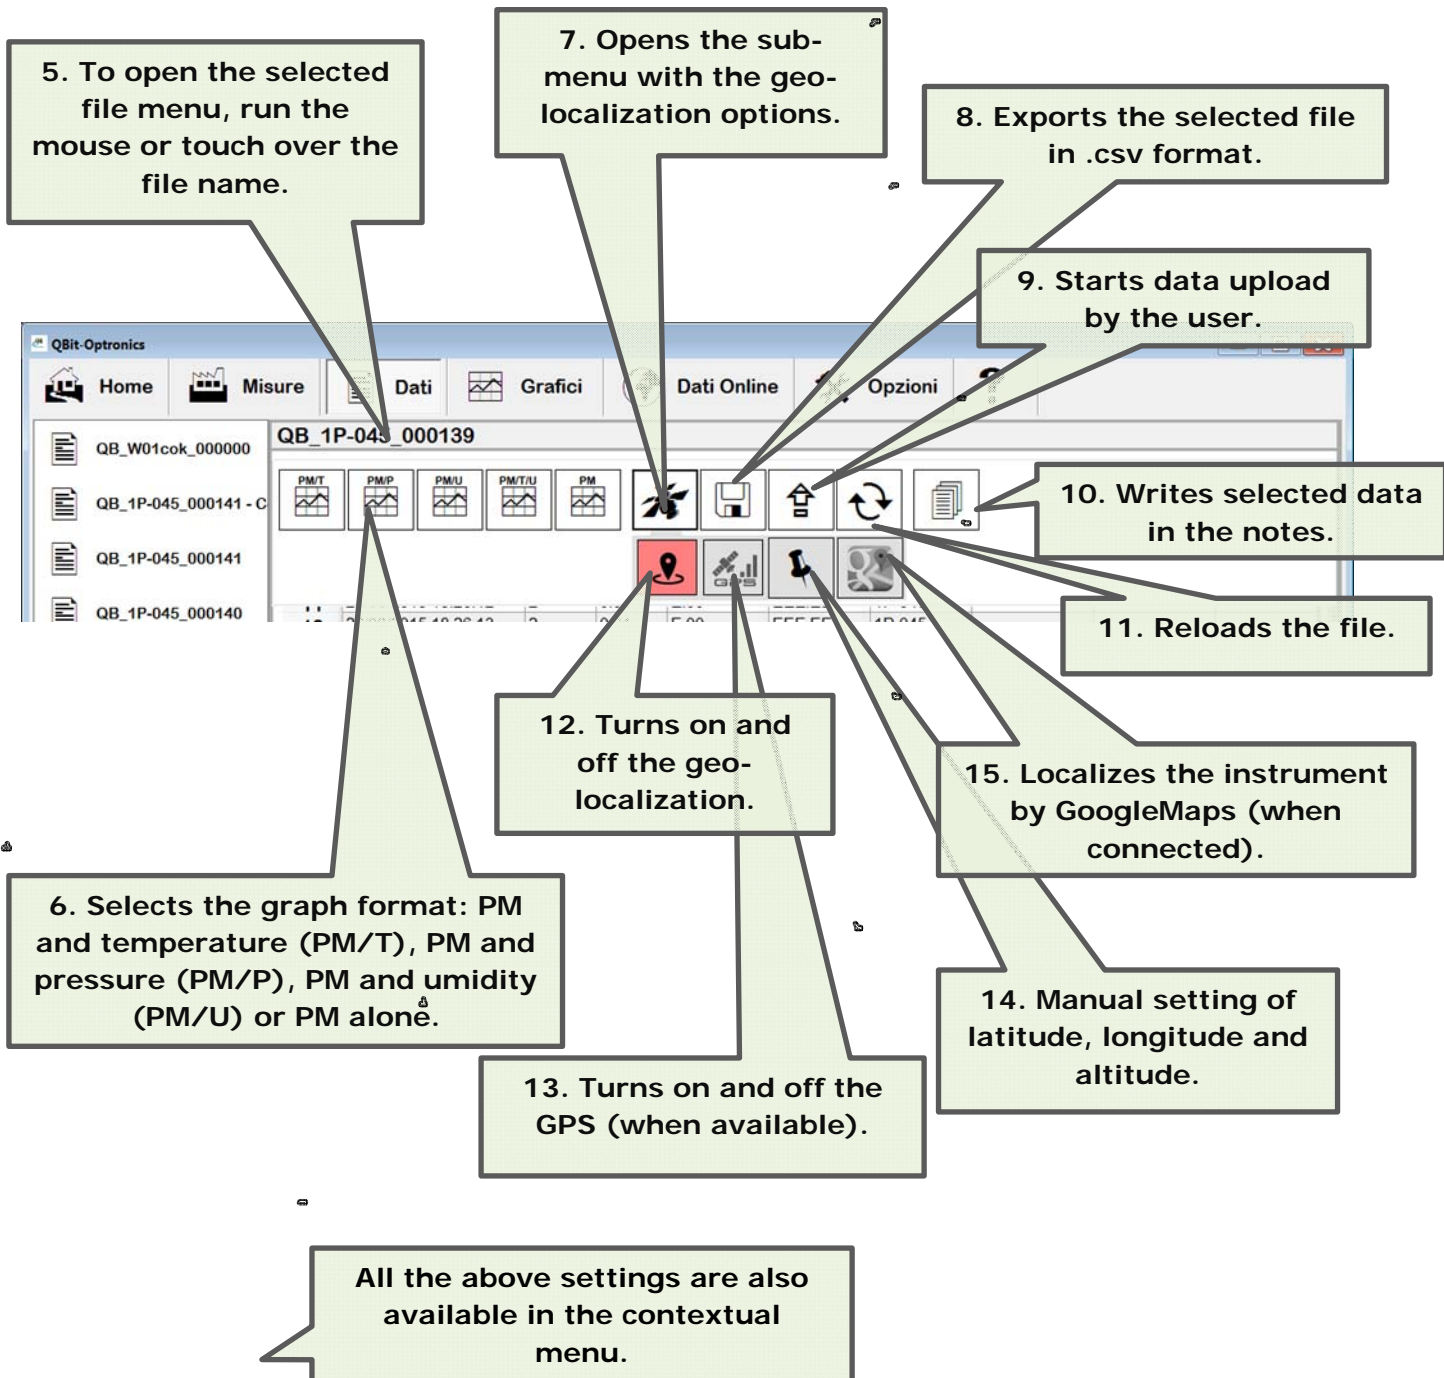 5. To open the selected
file menu, run the
mouse or touch over the
file name.
7. Opens the sub-
menu with the geo-
localization options.
8. Exports the selected file
in .csv format.
9. Starts data upload
by the user.
QBit-Optronics
Home
Misure
Dati
Grafici
Dati Online
Opzioni
QB_W01cok_000000
QB_1P-045_000141 - C
QB_1P-045_000141
QB_1P-045_000140
QB_1P-045_000139
PM/T
PM/P
PM/U
PM/T/U
PM
GPS
10. Writes selected data
in the notes.
11. Reloads the file.
12. Turns on and
off the geo-
localization.
15. Localizes the instrument
by GoogleMaps (when
connected).
6. Selects the graph format: PM
and temperature (PM/T), PM and
pressure (PM/P), PM and umidity
(PM/U) or PM alone.
14. Manual setting of
latitude, longitude and
altitude.
13. Turns on and off the
GPS (when available).
All the above settings are also
available in the contextual
menu.